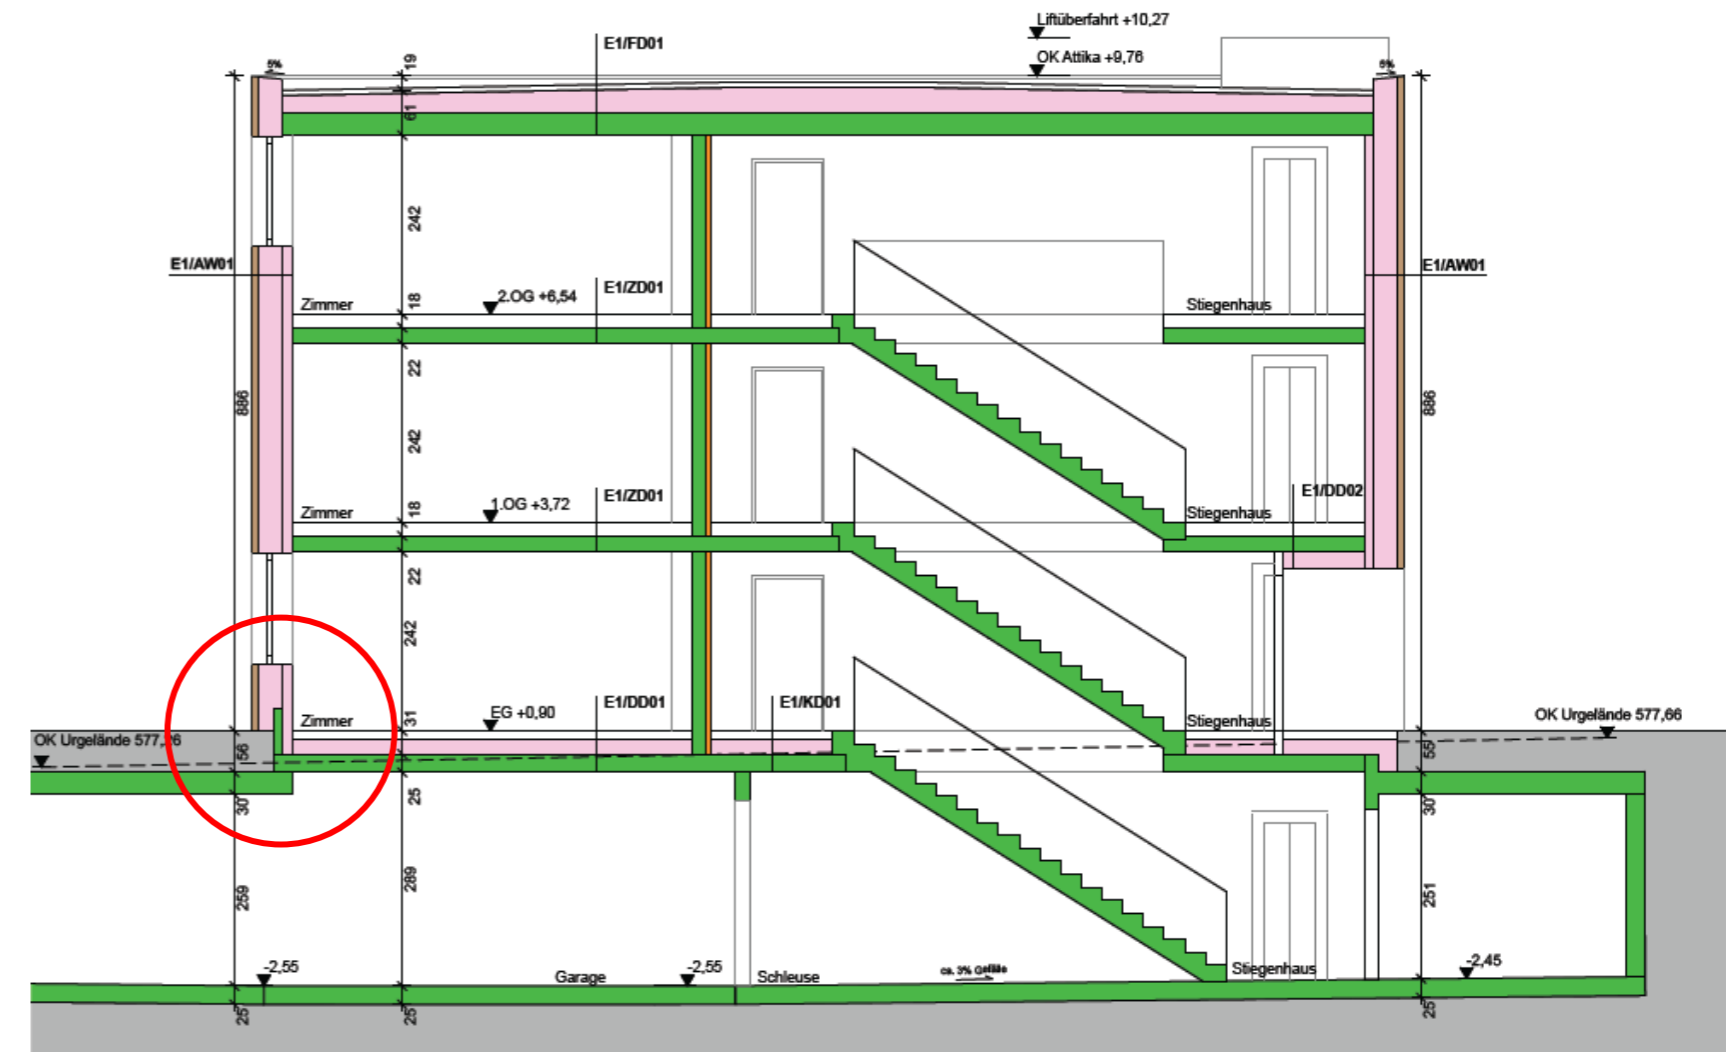 Liftüberfahrt +10,27
OK Attika +9,76
E1/FD01
5%
5%
19
61
242
E1/AW01
E1/AW01
Zimmer
2.OG +6,54
E1/ZD01
18
Stiegenhaus
22
886
886
242
Zimmer
1.OG +3,72
E1/ZD01
18
Stiegenhaus
E1/DD02
22
242
Zimmer
EG +0,90
E1/DD01
E1/KD01
31
Stiegenhaus
OK Urgelände 577,66
OK Urgelände 577,26
56
55
30
25
30
259
289
251
-2,55
Garage
-2,55
Schleuse
ca. 3% Gefälle
Stiegenhaus
-2,45
25
25
25